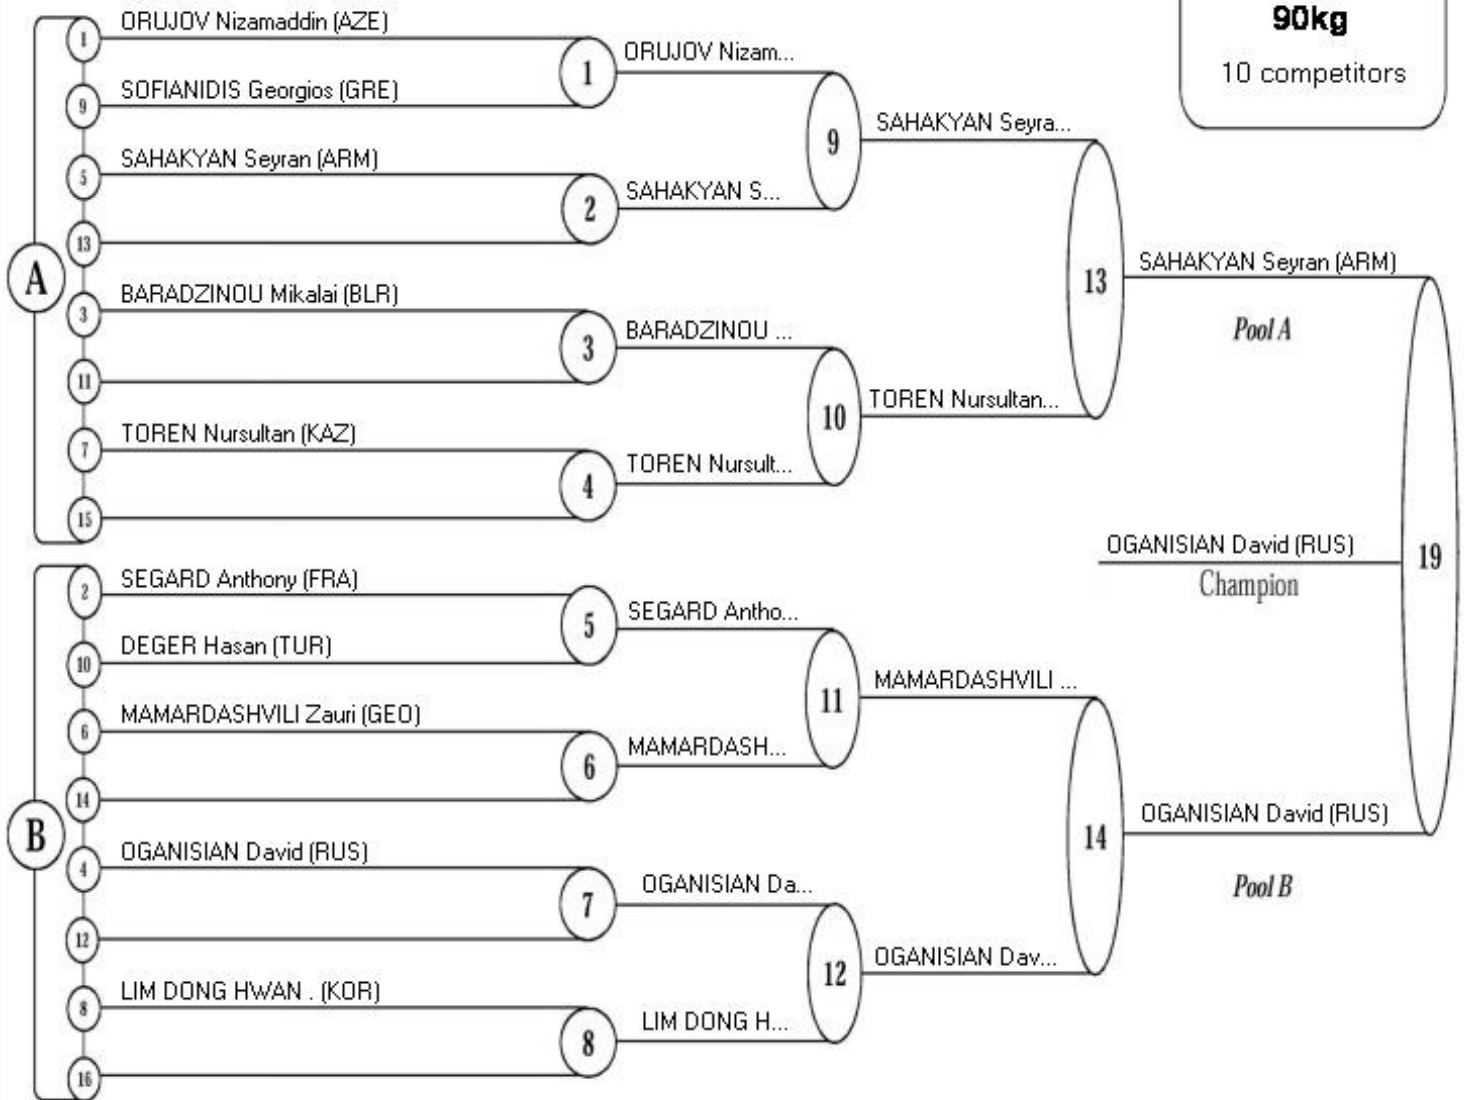 90kg
10 competitors
A
1
ORUJOV Nizamaddin (AZE)
9
SOFIANIDIS Georgios (GRE)
1
ORUJOV Nizam...
5
SAHAKYAN Seyran (ARM)
13
2
SAHAKYAN S...
9
SAHAKYAN Seyra...
3
BARADZINOU Mikalai (BLR)
11
3
BARADZINOU ...
7
TOREN Nursultan (KAZ)
15
4
TOREN Nursult...
10
TOREN Nursultan...
13
SAHAKYAN Seyran (ARM)
Pool A
B
2
SEGARD Anthony (FRA)
10
DEGER Hasan (TUR)
5
SEGARD Antho...
6
MAMARDASHVILI Zauri (GEO)
14
6
MAMARDASH...
11
MAMARDASHVILI ...
4
OGANISIAN David (RUS)
12
7
OGANISIAN Da...
8
LIM DONG HWAN . (KOR)
16
8
LIM DONG H...
12
OGANISIAN Dav...
14
OGANISIAN David (RUS)
Pool B
19
OGANISIAN David (RUS)
Champion